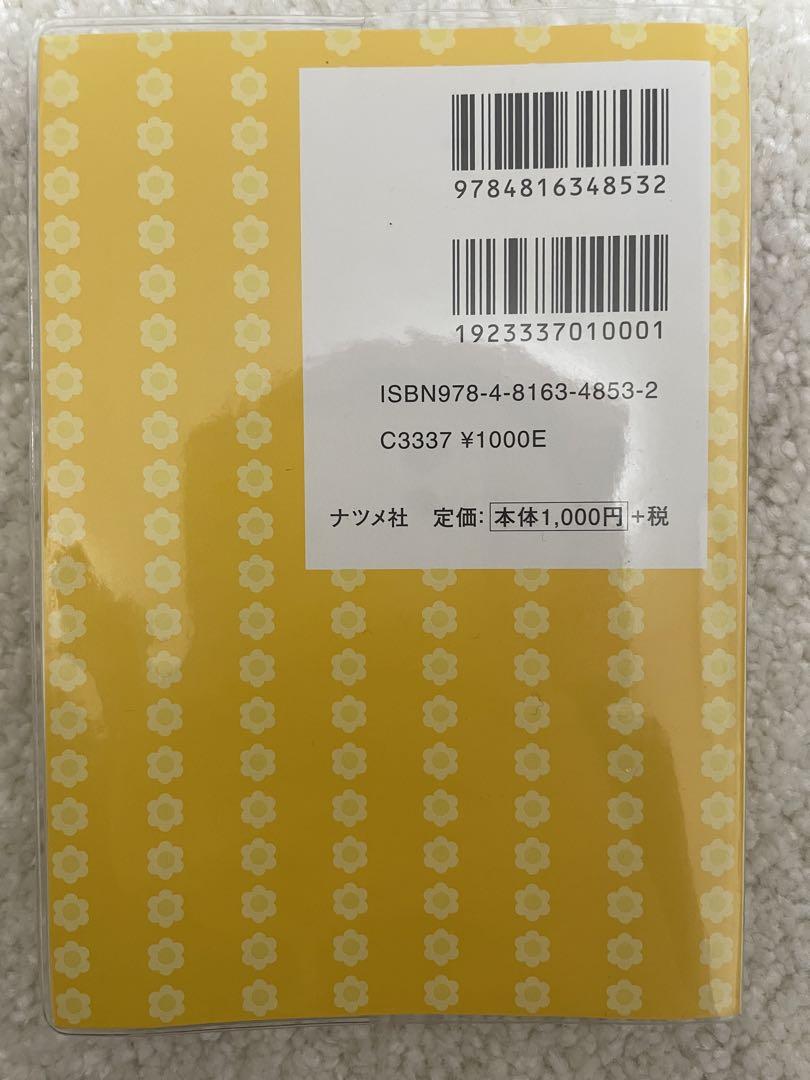 9784816348532
1923337010001
ISBN978-4-8163-4853-2
C3337 ¥1000E
ナツメ社 定価: 本体1,000円+税